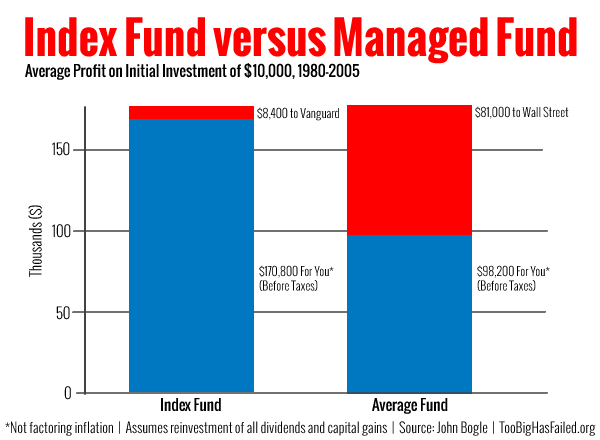 Index Fund versus Managed Fund
Average Profit on Initial Investment of $10,000, 1980-2005
$8,400 to Vanguard
$81,000 to Wall Street
150
100
Thousands ($)
$170,800 For You*
(Before Taxes)
$98,200 For You*
(Before Taxes)
50
0
Index Fund
Average Fund
*Not factoring inflation | Assumes reinvestment of all dividends and capital gains | Source: John Bogle | TooBigHasFailed.org